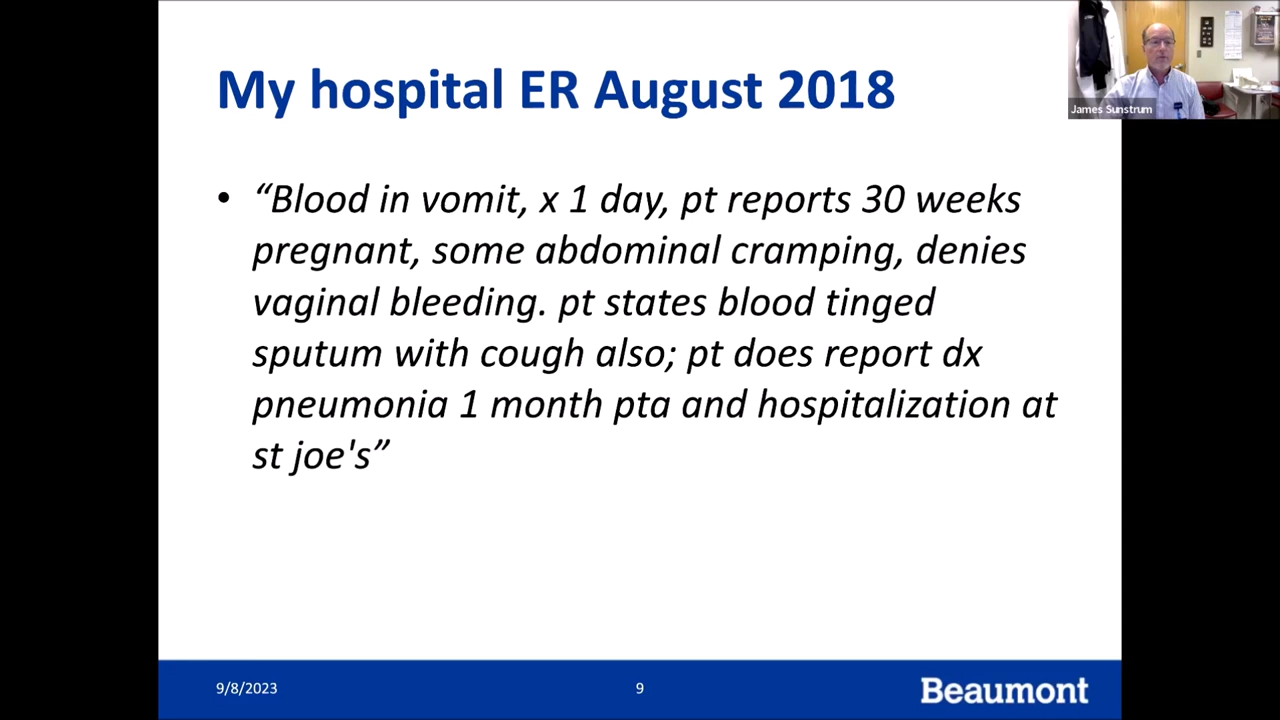 My hospital ER August 2018
James Sunstrum
• “Blood in vomit, x 1 day, pt reports 30 weeks
pregnant, some abdominal cramping, denies
vaginal bleeding. pt states blood tinged
sputum with cough also; pt does report dx
pneumonia 1 month pta and hospitalization at
st joe's”
9/8/2023
9
Beaumont